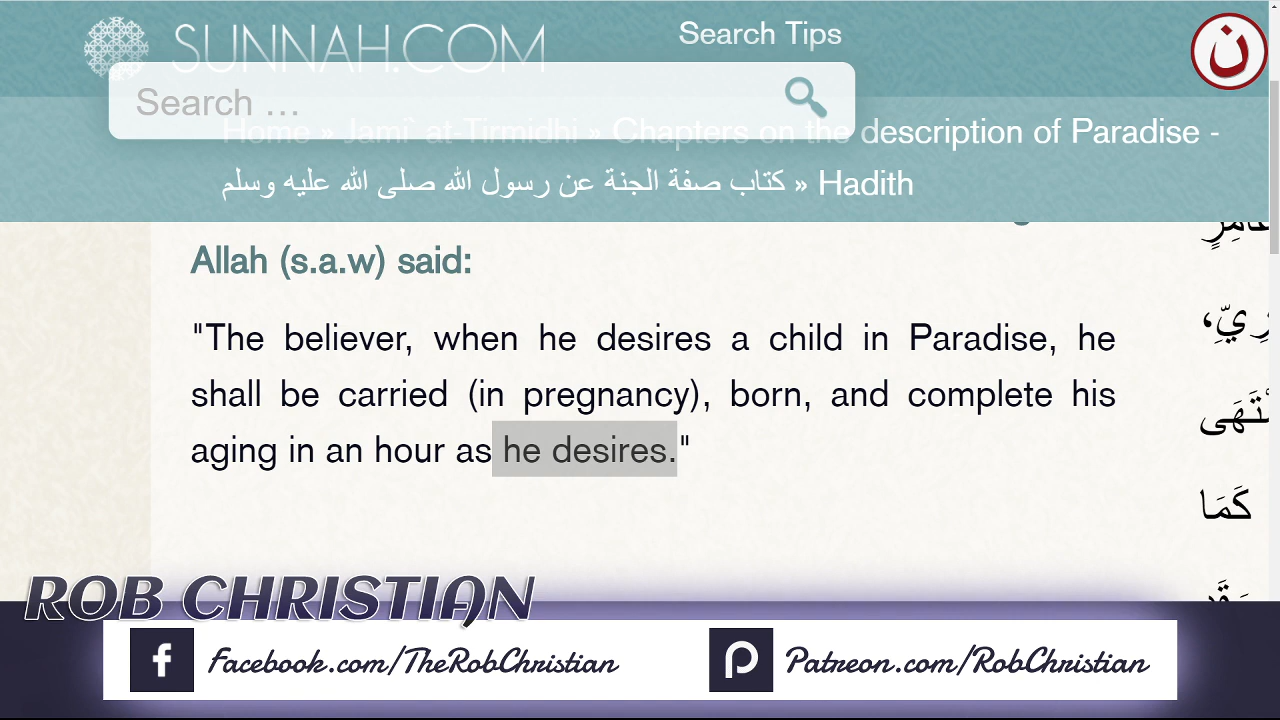 SUNNAH.COM
Search Tips
ن
Search ...
Home » Jami` at-Tirmidhi » Chapters on the description of Paradise -
كتاب صفة الجنة عن رسول الله صلى الله عليه وسلم » Hadith
Allah (s.a.w) said:
"The believer, when he desires a child in Paradise, he
shall be carried (in pregnancy), born, and complete his
aging in an hour as he desires."
كَمَا
ROB CHRISTIAN
Facebook.com/TheRobChristian
Patreon.com/RobChristian